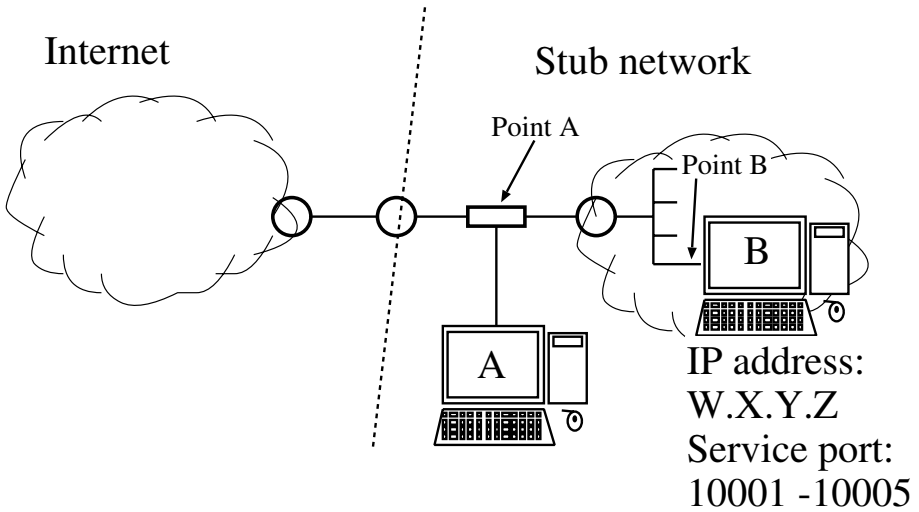 Internet
Stub network
Point A
Point B
B
A
IP address:
W.X.Y.Z
Service port:
10001 -10005